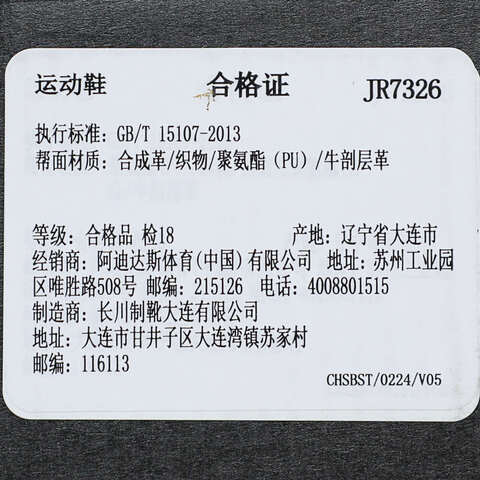 运动鞋 合格证 JR7326
执行标准: GB/T 15107-2013
帮面材质: 合成革/织物/聚氨酯（PU）/牛剖层革
等级: 合格品 检18 产地: 辽宁省大连市
经销商: 阿迪达斯体育(中国)有限公司 地址: 苏州工业园
区唯胜路508号 邮编: 215126 电话: 4008801515
制造商: 长川制靴大连有限公司
地址: 大连市甘井子区大连湾镇苏家村
邮编: 116113
CHSBST/0224/V05